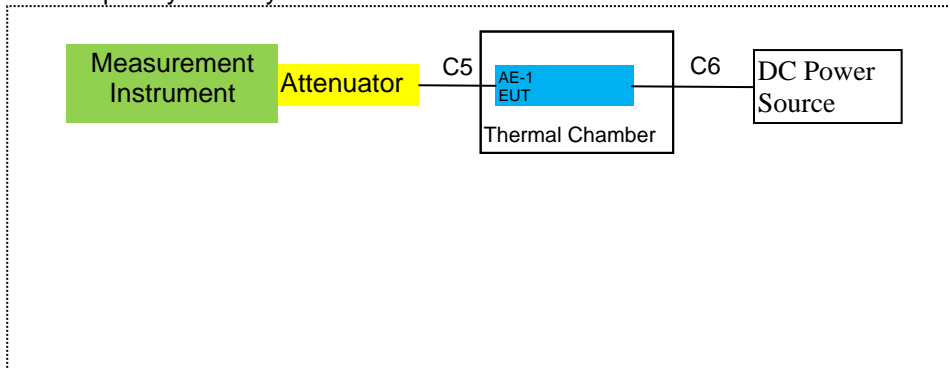 Measurement
Instrument
Attenuator
C5
AE-1
EUT
Thermal Chamber
C6
DC Power
Source